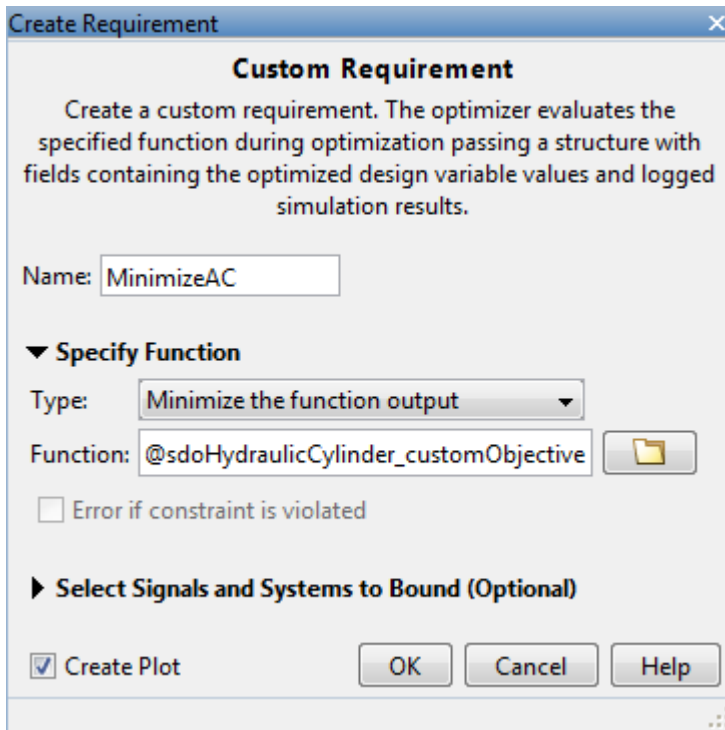 Create Requirement
Custom Requirement
Create a custom requirement. The optimizer evaluates the
specified function during optimization passing a structure with
fields containing the optimized design variable values and logged
simulation results.
Name: MinimizeAC
Specify Function
Type: Minimize the function output
Function: @sdoHydraulicCylinder_customObjective
Error if constraint is violated
Select Signals and Systems to Bound (Optional)
Create Plot OK Cancel Help